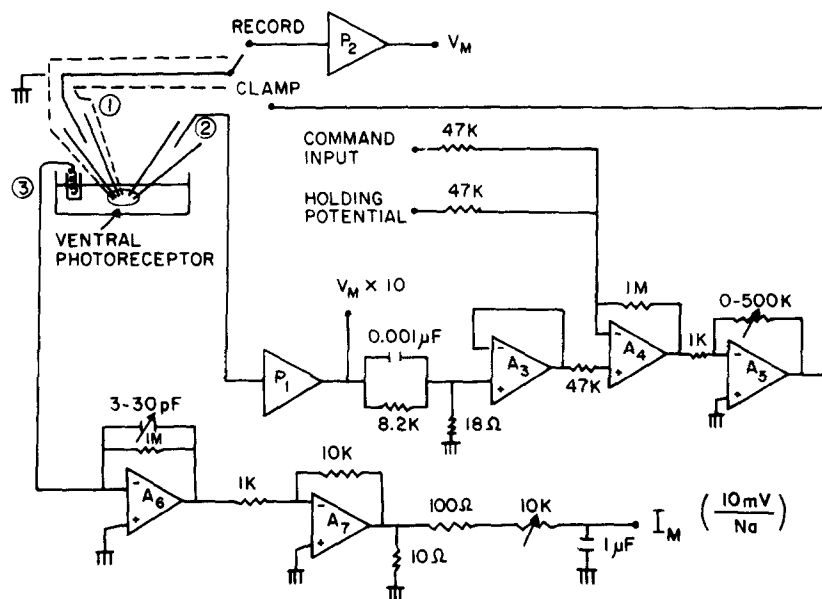 RECORD
P2
VM
CLAMP
①
②
③
COMMAND
INPUT
47K
HOLDING
POTENTIAL
47K
VENTRAL
PHOTORECEPTOR
VM × 10
1M
0-500K
0.001μF
A3
A4
1K
A5
P1
47K
8.2K
18Ω
3-30pF
1M
10K
A6
1K
A7
100Ω
10K
IM (10mV/Na)
10Ω
1μF